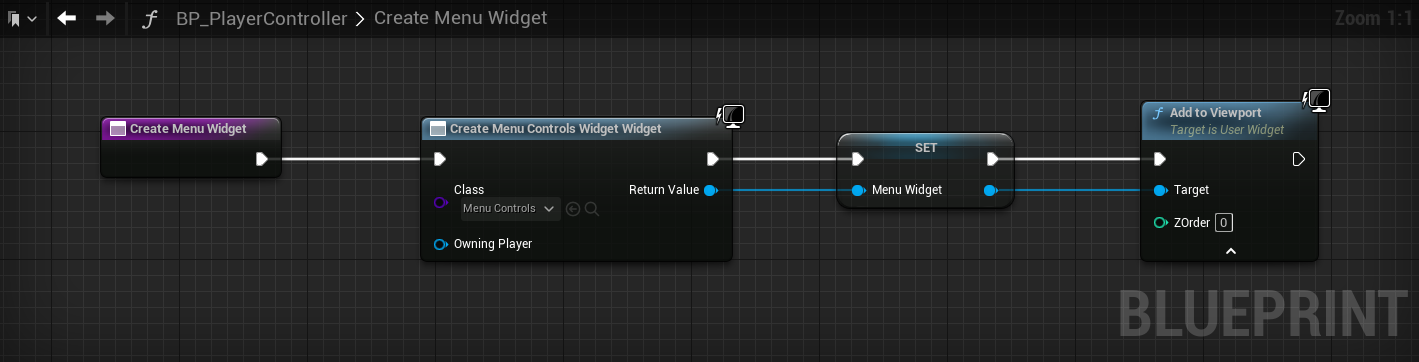 BP_PlayerController > Create Menu Widget
Zoom 1:1
Create Menu Widget
Create Menu Controls Widget Widget
Class
Menu Controls
Return Value
Owning Player
SET
Menu Widget
Add to Viewport
Target is User Widget
Target
ZOrder 0
BLUEPRINT